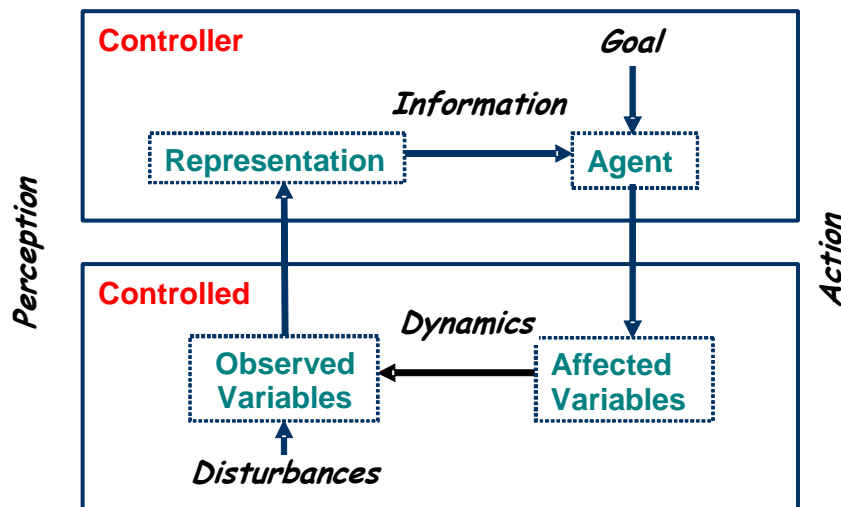 Controller
Goal
Information
Representation
Agent
Perception
Action
Controlled
Dynamics
Observed
Variables
Affected
Variables
Disturbances